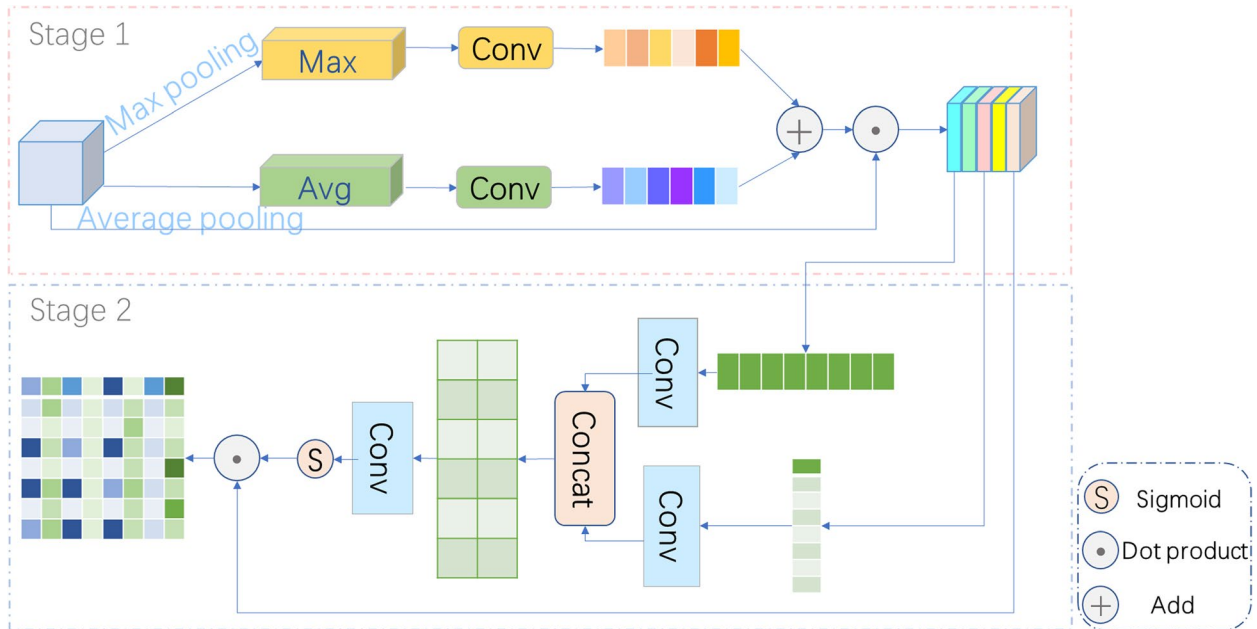 Stage 1
Max pooling
Max
Conv
Avg
Conv
Average pooling
Stage 2
Conv
Concat
Conv
Conv
S
S
Sigmoid
Dot product
Add